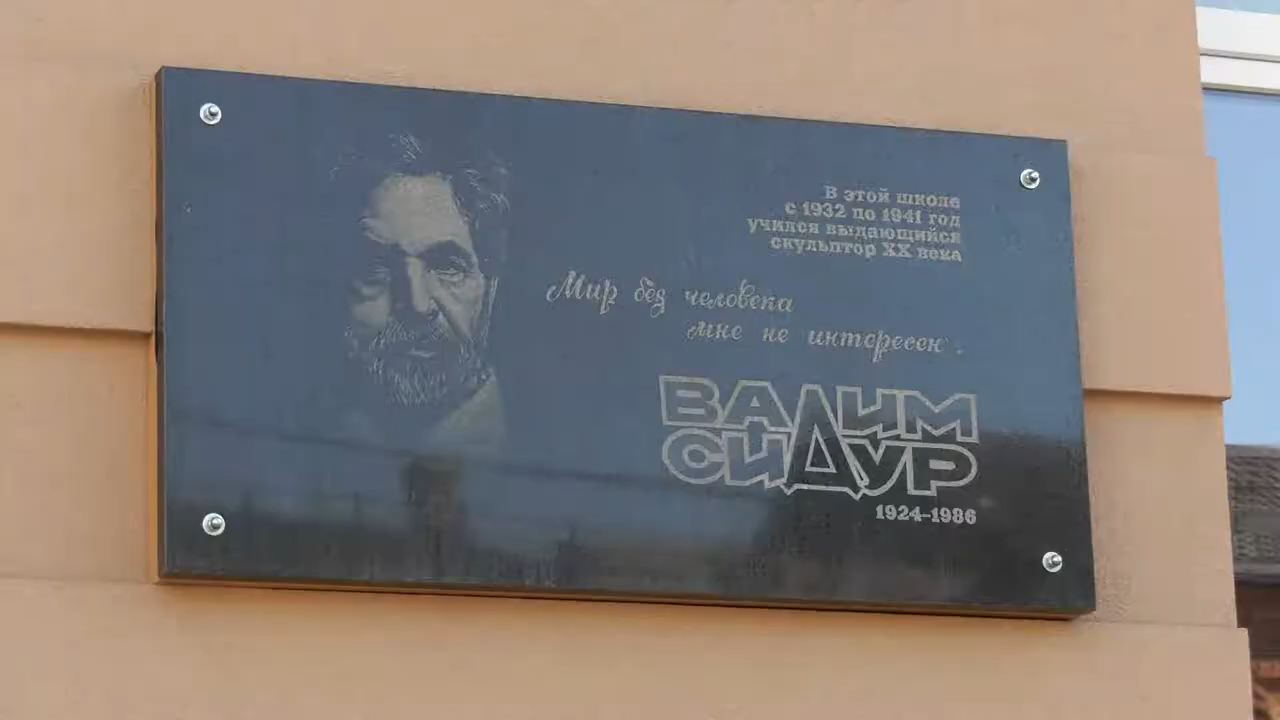 В этой школе
с 1932 по 1941 год
учился выдающийся
скульптор XX века
Мир без человека
мне не интересен.
ВАДИМ
СИДУР
1924-1986